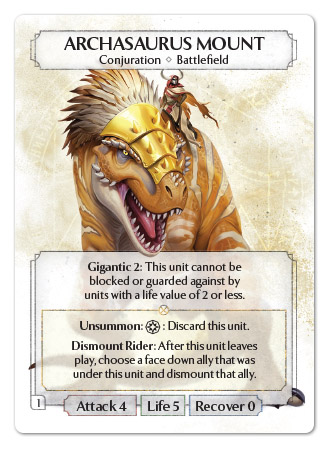 ARCHASAURUS MOUNT
Conjuration ◇ Battlefield
Gigantic 2: This unit cannot be
blocked or guarded against by
units with a life value of 2 or less.
Unsummon: : Discard this unit.
Dismount Rider: After this unit leaves
play, choose a face down ally that was
under this unit and dismount that ally.
1
Attack 4 Life 5 Recover 0